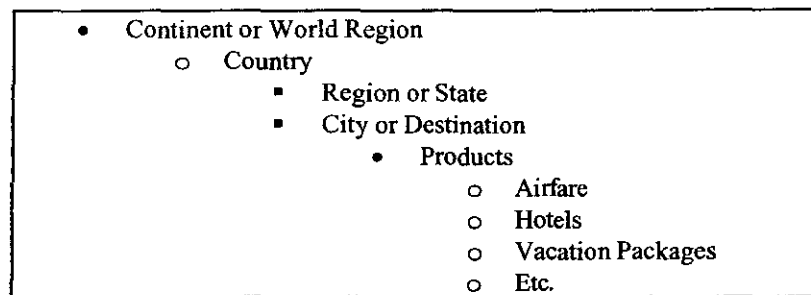 • Continent or World Region
o Country
▪ Region or State
▪ City or Destination
• Products
o Airfare
o Hotels
o Vacation Packages
o Etc.